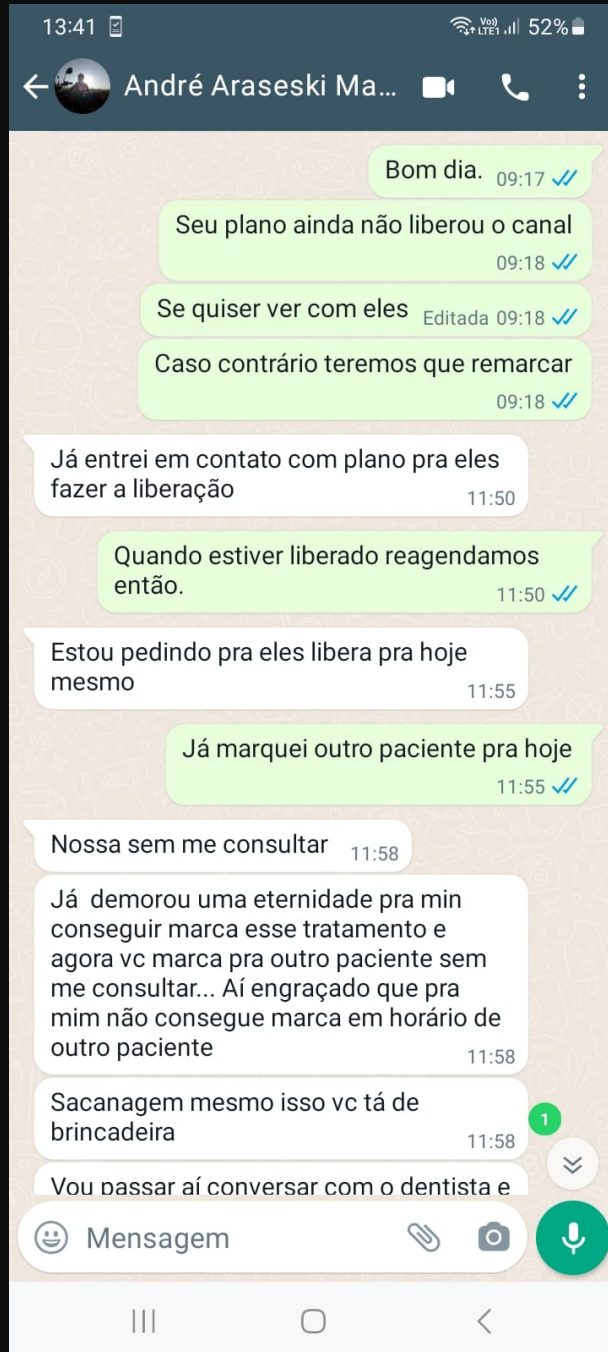 13:41
Vo)) LTE1 52%
André Araseski Ma...
Bom dia. 09:17
Seu plano ainda não liberou o canal
09:18
Se quiser ver com eles Editada 09:18
Caso contrário teremos que remarcar
09:18
Já entrei em contato com plano pra eles
fazer a liberação
11:50
Quando estiver liberado reagendamos
então.
11:50
Estou pedindo pra eles libera pra hoje
mesmo
11:55
Já marquei outro paciente pra hoje
11:55
Nossa sem me consultar 11:58
Já demorou uma eternidade pra min
conseguir marca esse tratamento e
agora vc marca pra outro paciente sem
me consultar... Aí engraçado que pra
mim não consegue marca em horário de
outro paciente
11:58
Sacanagem mesmo isso vc tá de
brincadeira
11:58
1
Vou passar aí conversar com o dentista e
Mensagem